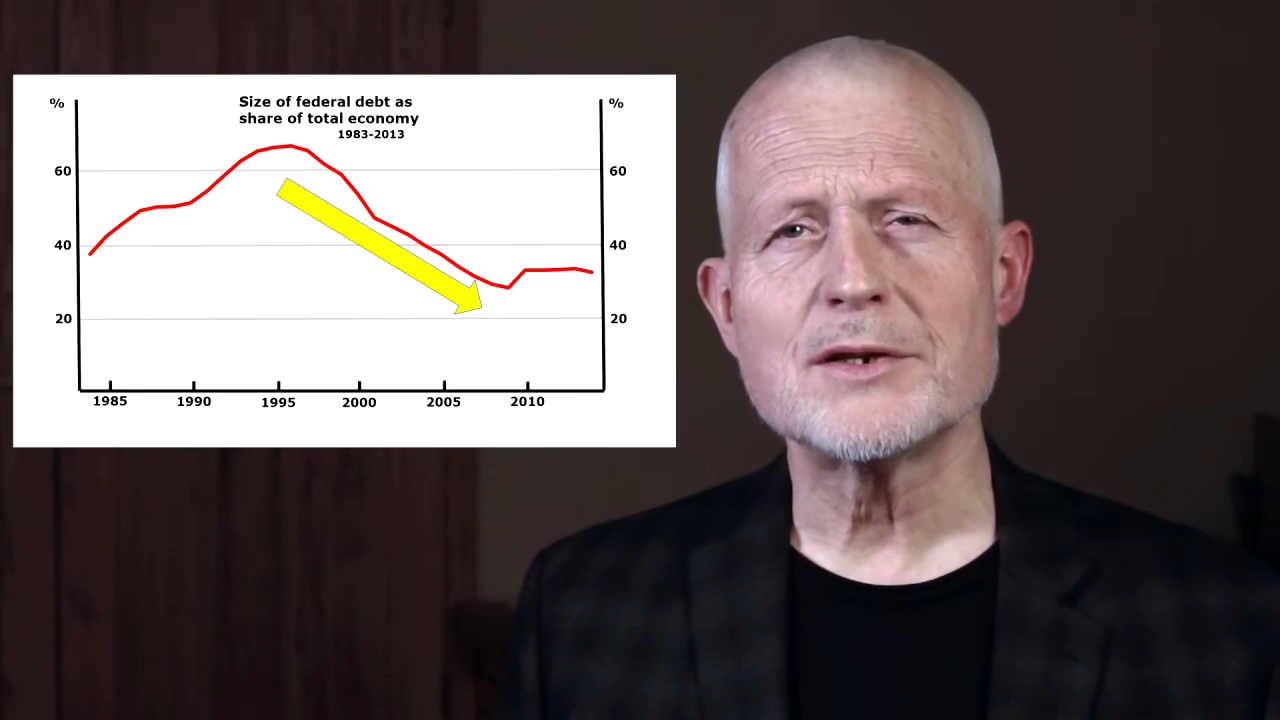 % Size of federal debt as %
share of total economy
1983-2013
60 60
40 40
20 20
1985 1990 1995 2000 2005 2010